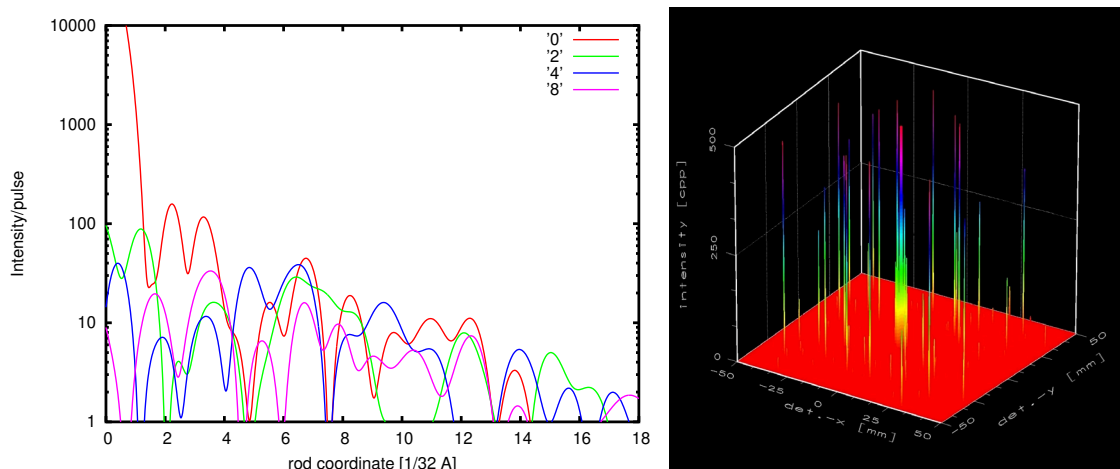 10000
1000
100
10
1
Intensity/pulse
0 2 4 6 8 10 12 14 16 18
rod coordinate [1/32 A]
'0'
'2'
'4'
'8'
500
250
0
Intensity [cpp]
-50 -25 0 25 50
det.-x [mm]
-50 50
det.-y [mm]